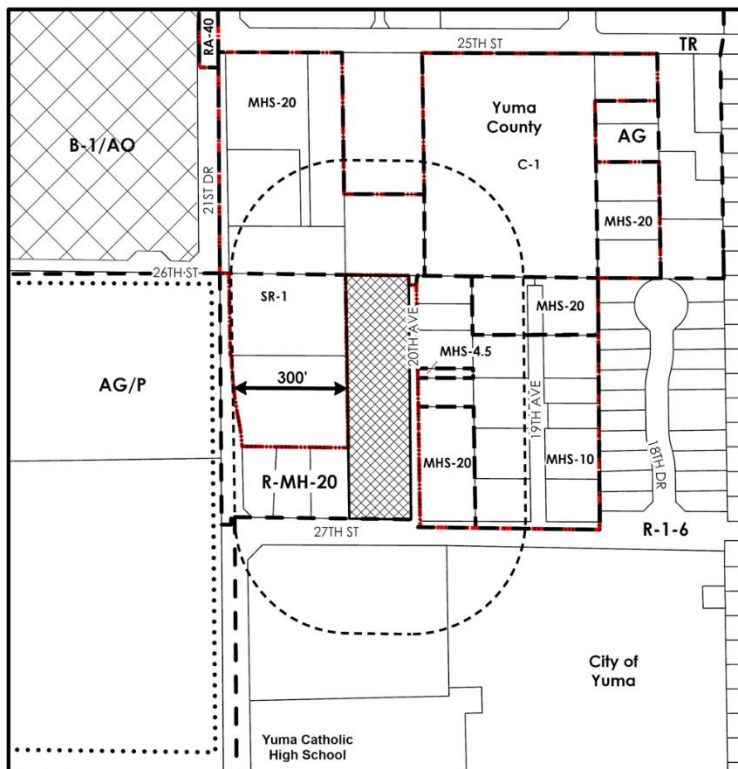 RA-40
25TH ST
TR
MHS-20
Yuma
County
C-1
B-1/AO
AG
21ST DR
MHS-20
26TH ST
SR-1
20TH AVE
MHS-20
MHS-4.5
AG/P
300'
19TH AVE
18TH DR
MHS-20
MHS-10
R-MH-20
27TH ST
R-1-6
City of
Yuma
Yuma Catholic
High School